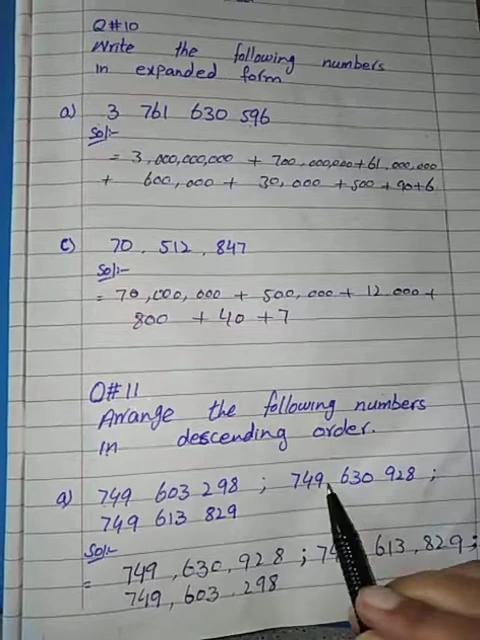 Q#10
Write the following numbers
in expanded form
a) 3 761 630 596
Sol:-
= 3,000,000,000 + 700,000,000+61,000,000
+ 600,000 + 30,000 + 500 + 90+6
c) 70,512,847
Sol:-
= 70,000,000 + 500,000 + 12 000+
800 + 40 + 7
Q#11
Arrange the following numbers
in descending order.
a) 749 603 298 ; 749 630 928 ;
749 613 829
Sol:-
= 749,630,928 ; 613,829;
749,603,298